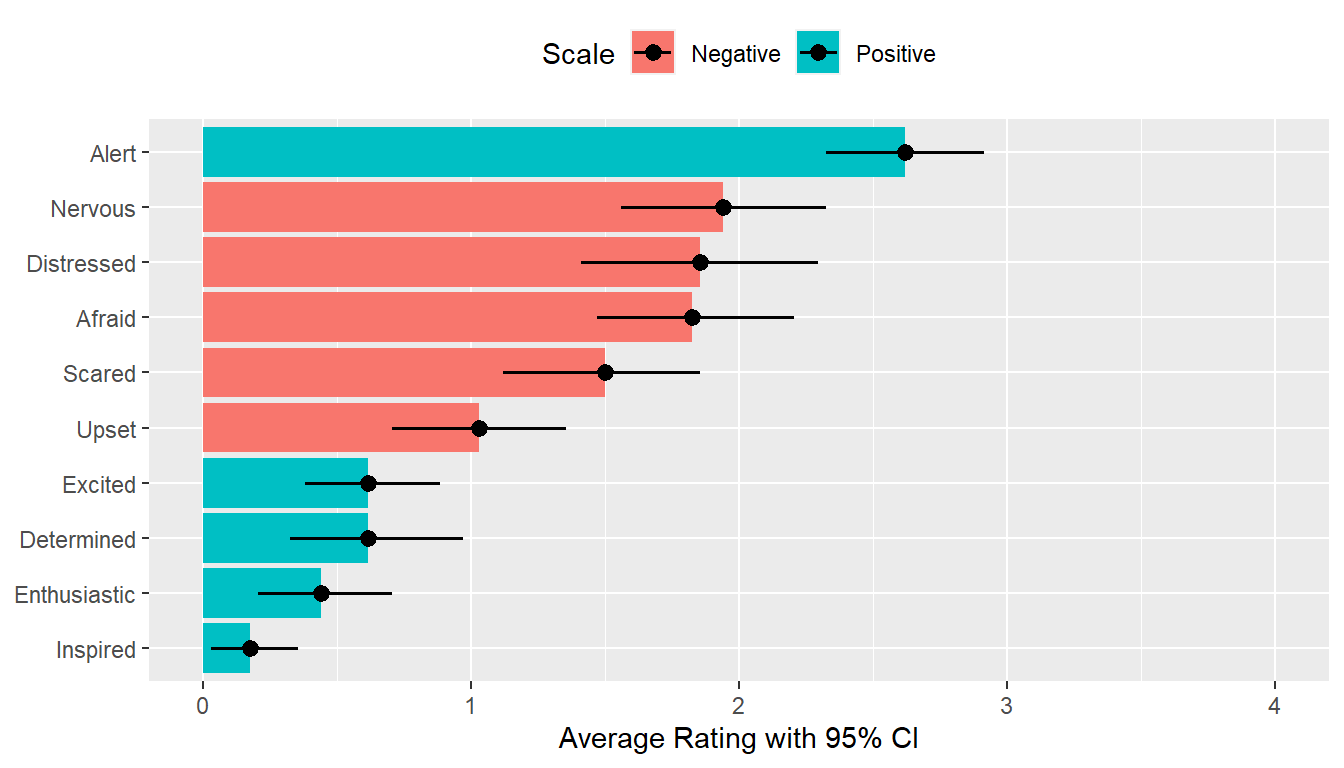 Scale Negative Positive
Alert
Nervous
Distressed
Afraid
Scared
Upset
Excited
Determined
Enthusiastic
Inspired
0 1 2 3 4
Average Rating with 95% CI